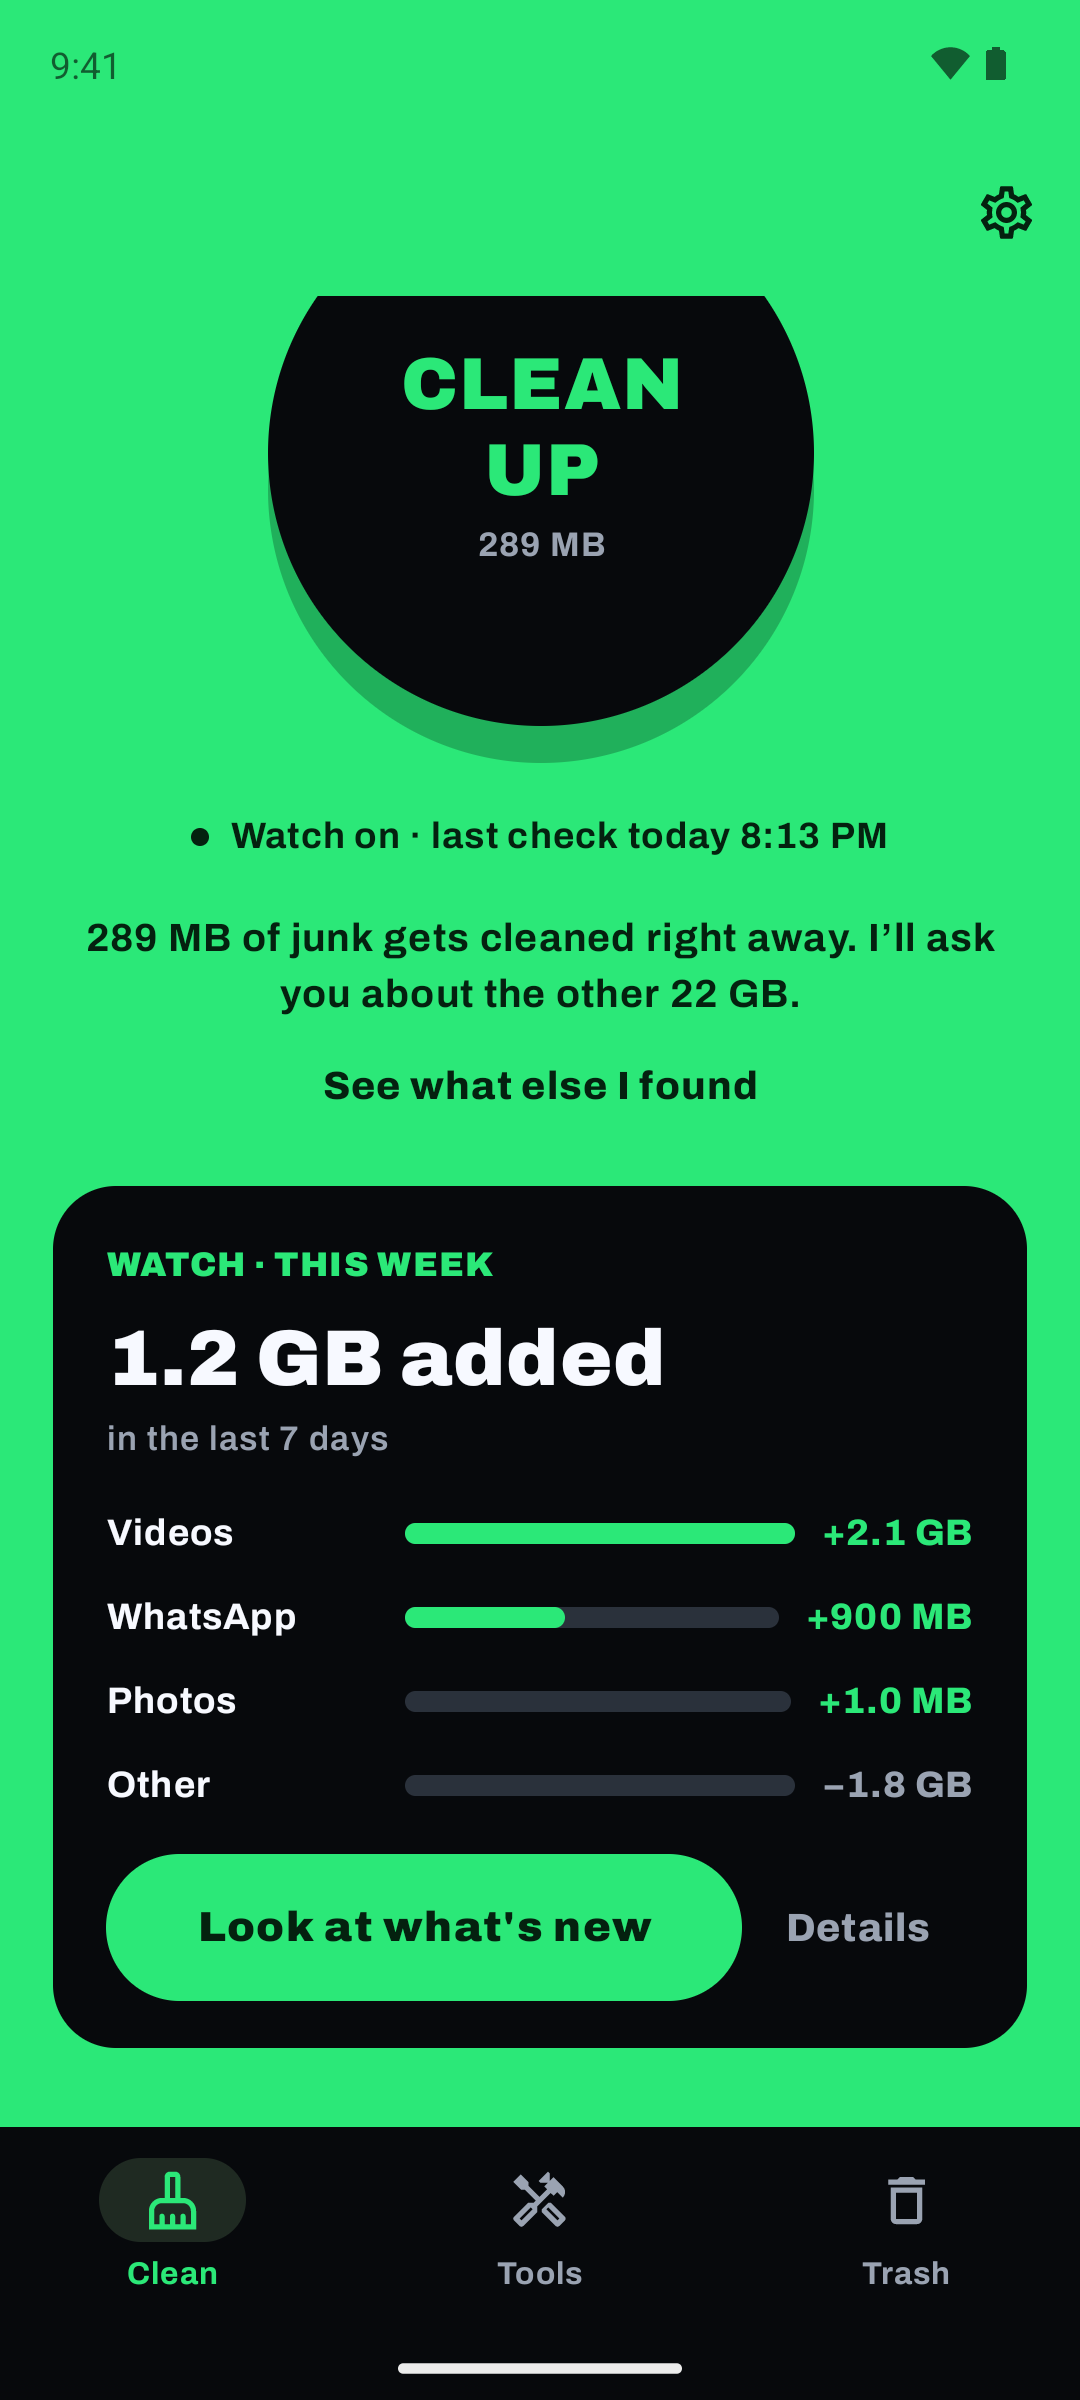 9:41
CLEAN
UP
289 MB
Watch on · last check today 8:13 PM
289 MB of junk gets cleaned right away. I’ll ask
you about the other 22 GB.
See what else I found
WATCH · THIS WEEK
1.2 GB added
in the last 7 days
Videos +2.1 GB
WhatsApp +900 MB
Photos +1.0 MB
Other −1.8 GB
Look at what's new Details
Clean Tools Trash